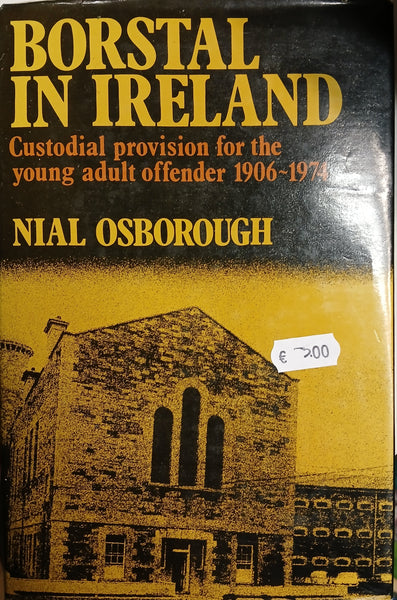 BORSTAL
IN IRELAND
Custodial provision for the
young adult offender 1906-1974
NIAL OSBOROUGH
€